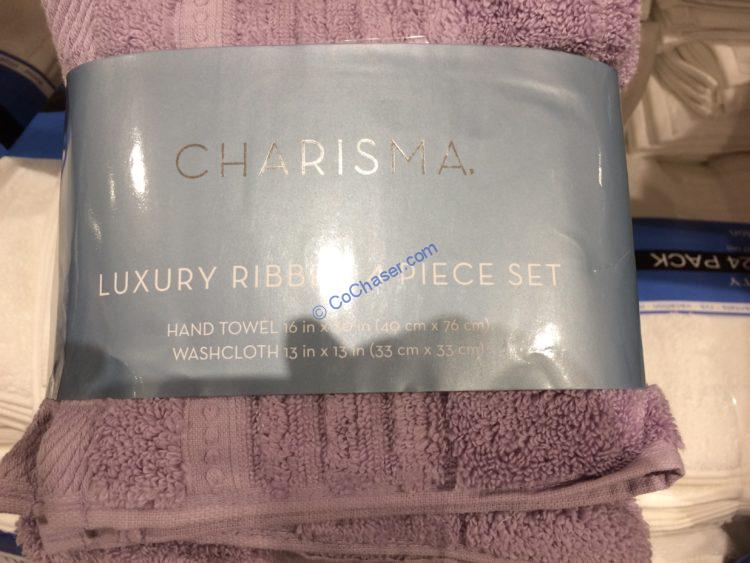 CHARISMA.
LUXURY PIECE SET
© CoChaser.com
HAND TOWEL 16 in x in (40 cm x 76 cm)
WASHCLOTH 13 in x 13 in (33 cm x 33 cm)
24 PACK